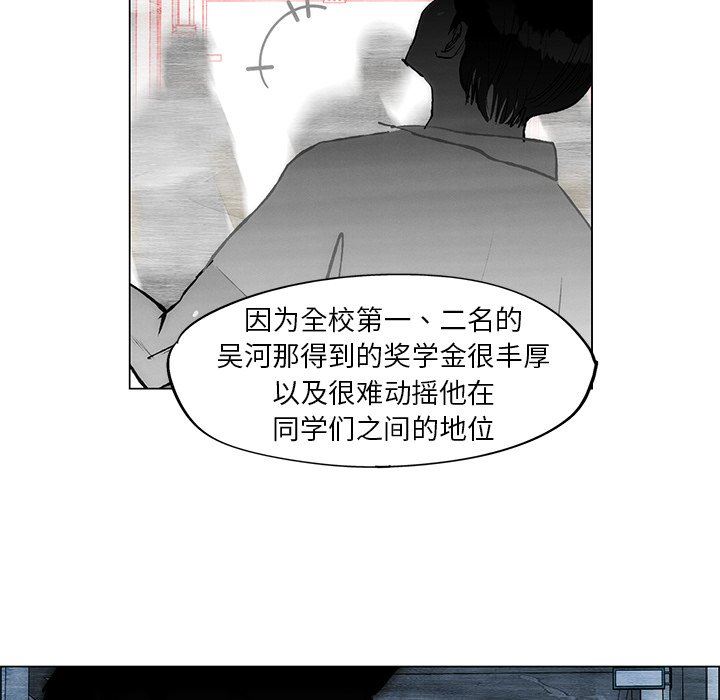 因为全校第一、二名的
吴河那得到的奖学金很丰厚
以及很难动摇他在
同学们之间的地位